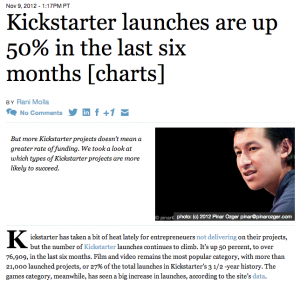 Nov 9, 2012 - 1:17PM PT
Kickstarter launches are up
50% in the last six
months [charts]
BY Rani Molla
No Comments
But more Kickstarter projects doesn't mean a
greater rate of funding. We took a look at
which types of Kickstarter projects are more
likely to succeed.
photo: (c) 2012 Pinar Ozger pinar@pinarozger.com
Kickstarter has taken a bit of heat lately for entrepreneurs not delivering on their projects,
but the number of Kickstarter launches continues to climb. It's up 50 percent, to over
76,909, in the last six months. Film and video remains the most popular category, with more than
21,000 launched projects, or 27% of the total launches in Kickstarter's 3 1/2 -year history. The
games category, meanwhile, has seen a big increase in launches, according to the site's data.